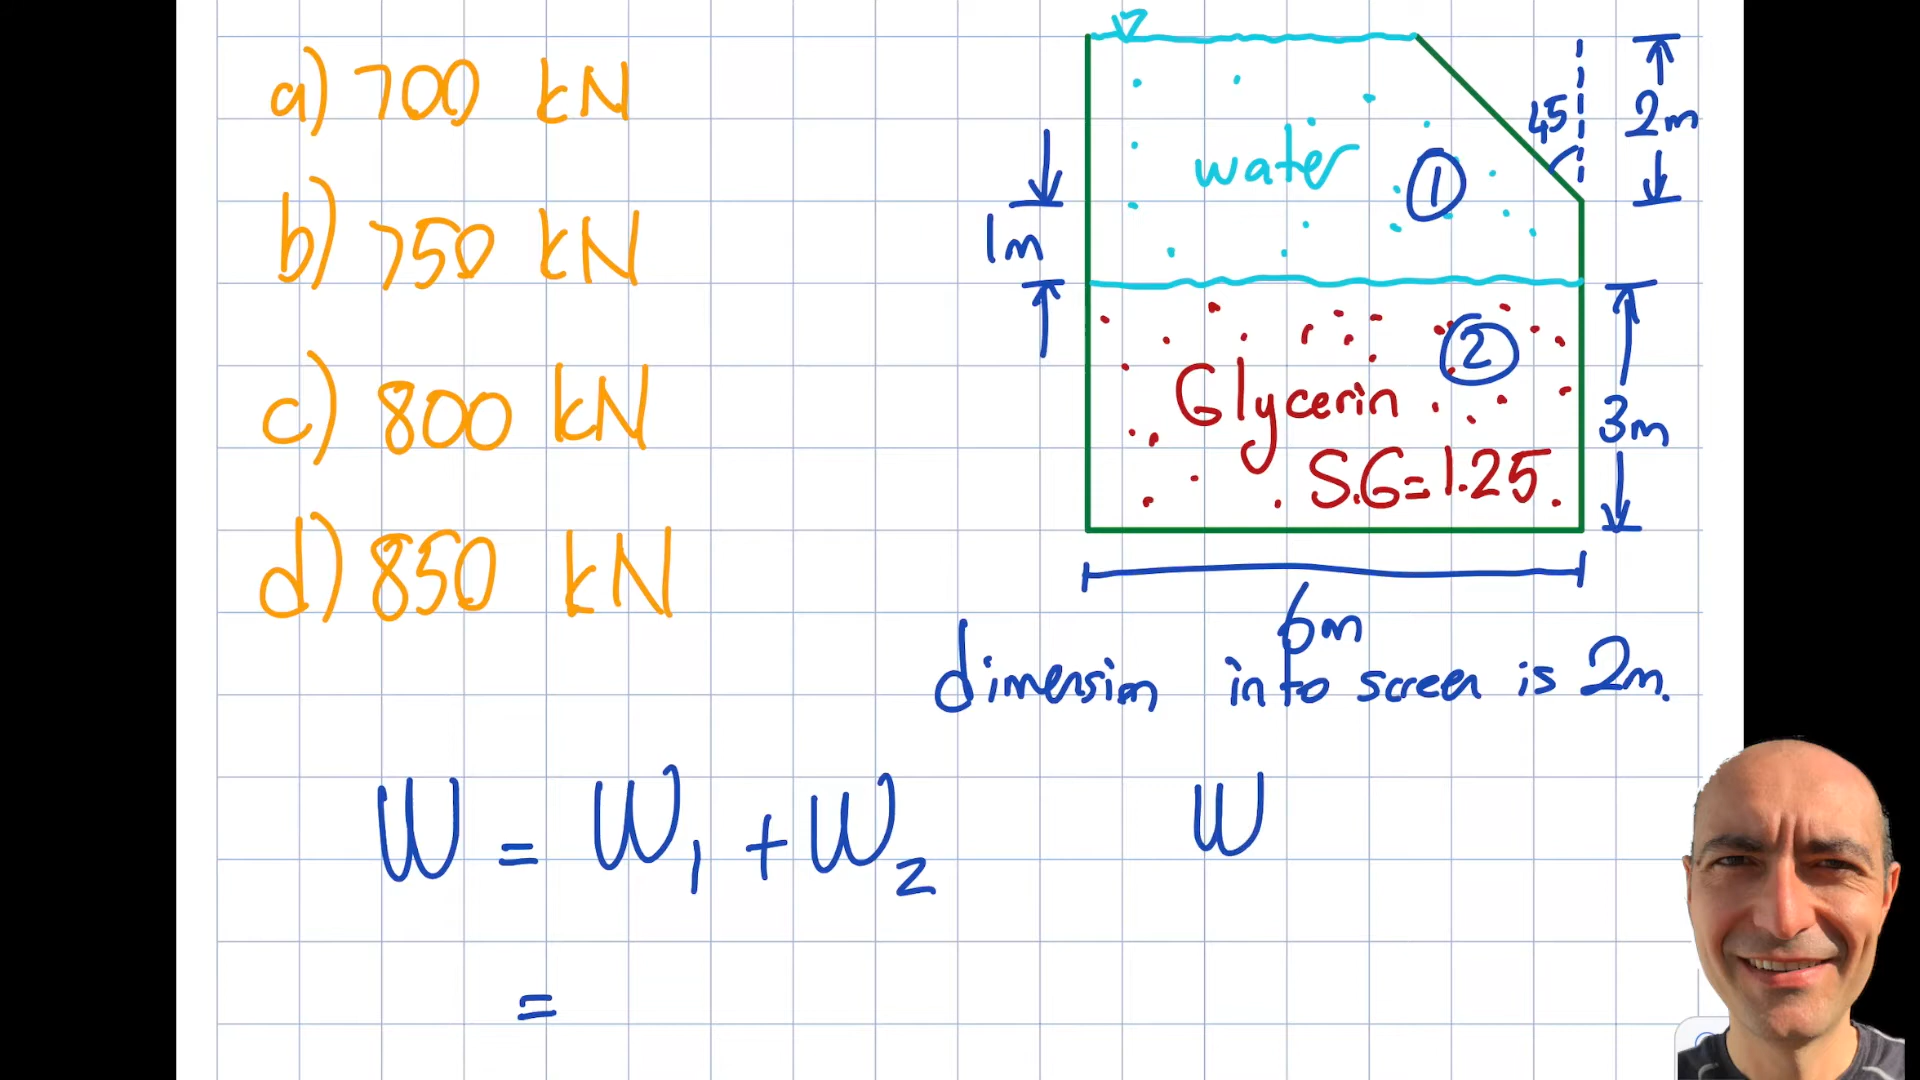 a) 700 kN
b) 750 kN
c) 800 kN
d) 850 kN
water
1
45
2m
1m
2
Glycerin
S.G=1.25
3m
6m
dimension into screen is 2m.
W = W1 + W2
W
=